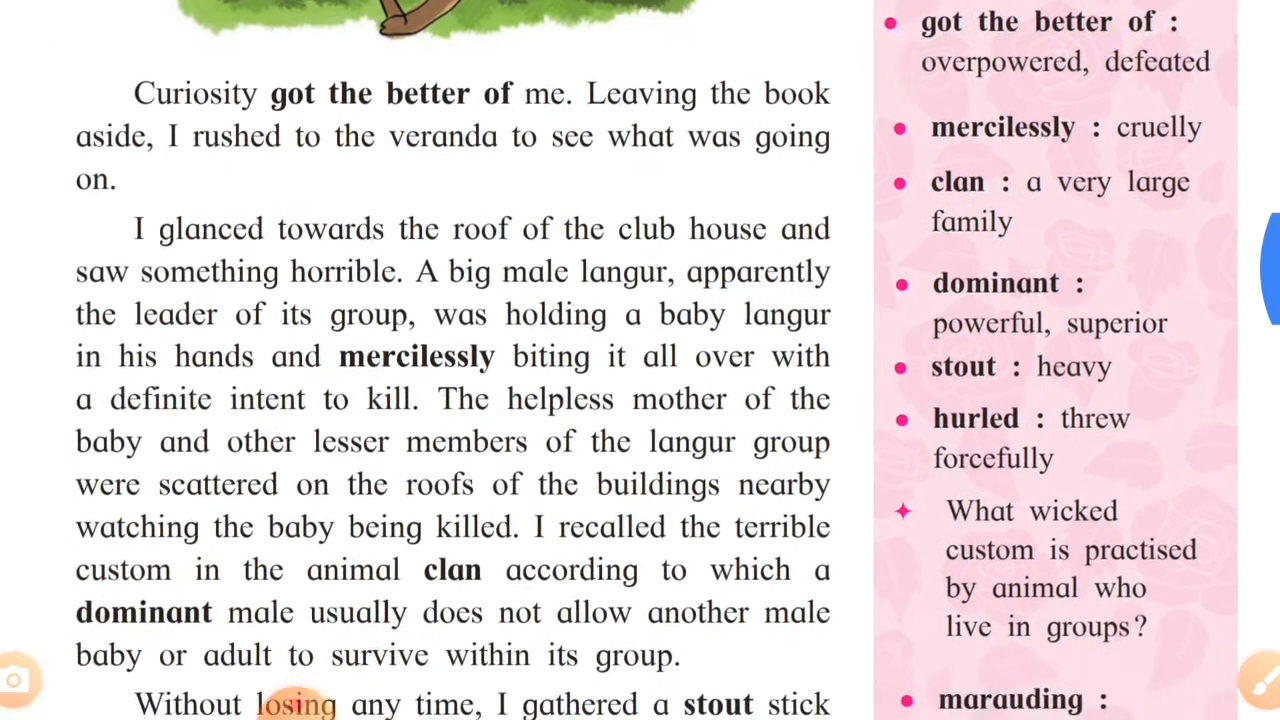 Curiosity got the better of me. Leaving the book
aside, I rushed to the veranda to see what was going
on.
I glanced towards the roof of the club house and
saw something horrible. A big male langur, apparently
the leader of its group, was holding a baby langur
in his hands and mercilessly biting it all over with
a definite intent to kill. The helpless mother of the
baby and other lesser members of the langur group
were scattered on the roofs of the buildings nearby
watching the baby being killed. I recalled the terrible
custom in the animal clan according to which a
dominant male usually does not allow another male
baby or adult to survive within its group.
Without losing any time, I gathered a stout stick
• got the better of :
overpowered, defeated
• mercilessly : cruelly
• clan : a very large
family
• dominant :
powerful, superior
• stout : heavy
• hurled : threw
forcefully
✦ What wicked
custom is practised
by animal who
live in groups?
• marauding :